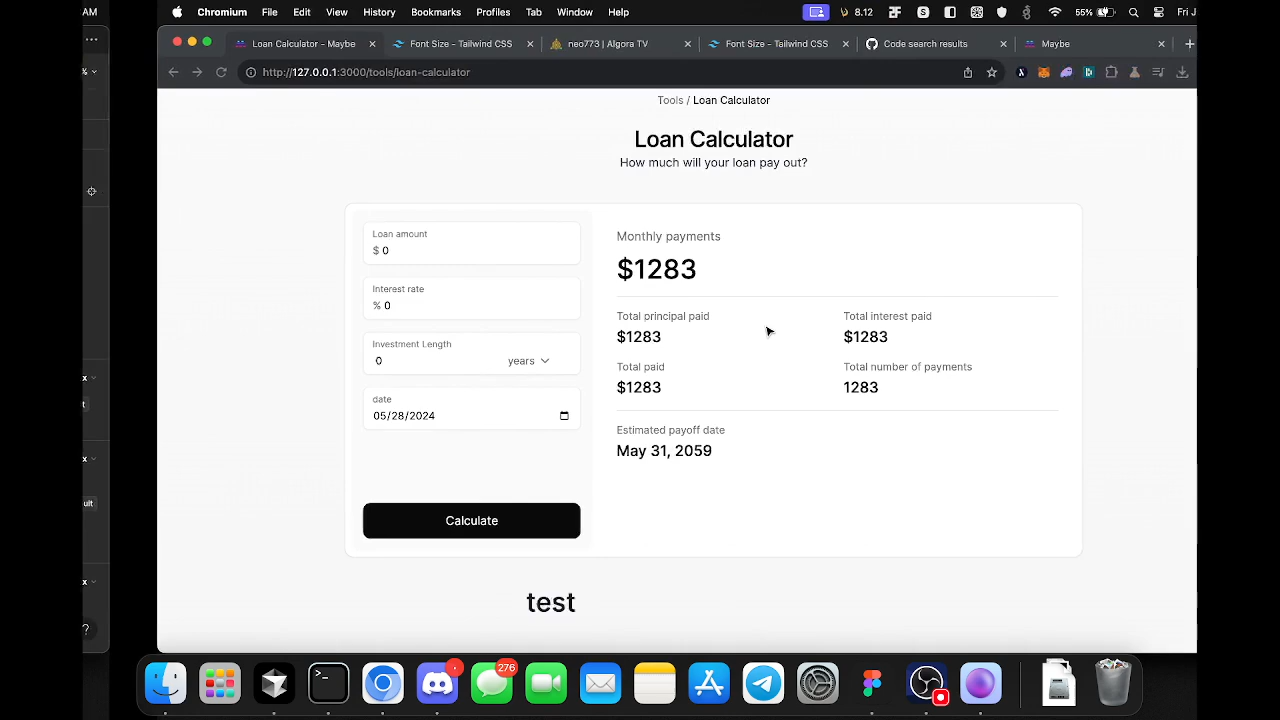 AM
Chromium File Edit View History Bookmarks Profiles Tab Window Help
8.12
55%
Fri J
Loan Calculator - Maybe
Font Size - Tailwind CSS
neo773 | Algora TV
Font Size - Tailwind CSS
Code search results
Maybe
%
http://127.0.0.1:3000/tools/loan-calculator
Tools / Loan Calculator
Loan Calculator
How much will your loan pay out?
Loan amount
$ 0
Interest rate
% 0
Investment Length
0 years
date
05/28/2024
Calculate
Monthly payments
$1283
Total principal paid
$1283
Total interest paid
$1283
Total paid
$1283
Total number of payments
1283
Estimated payoff date
May 31, 2059
x
t
x
ult
x
?
test
276